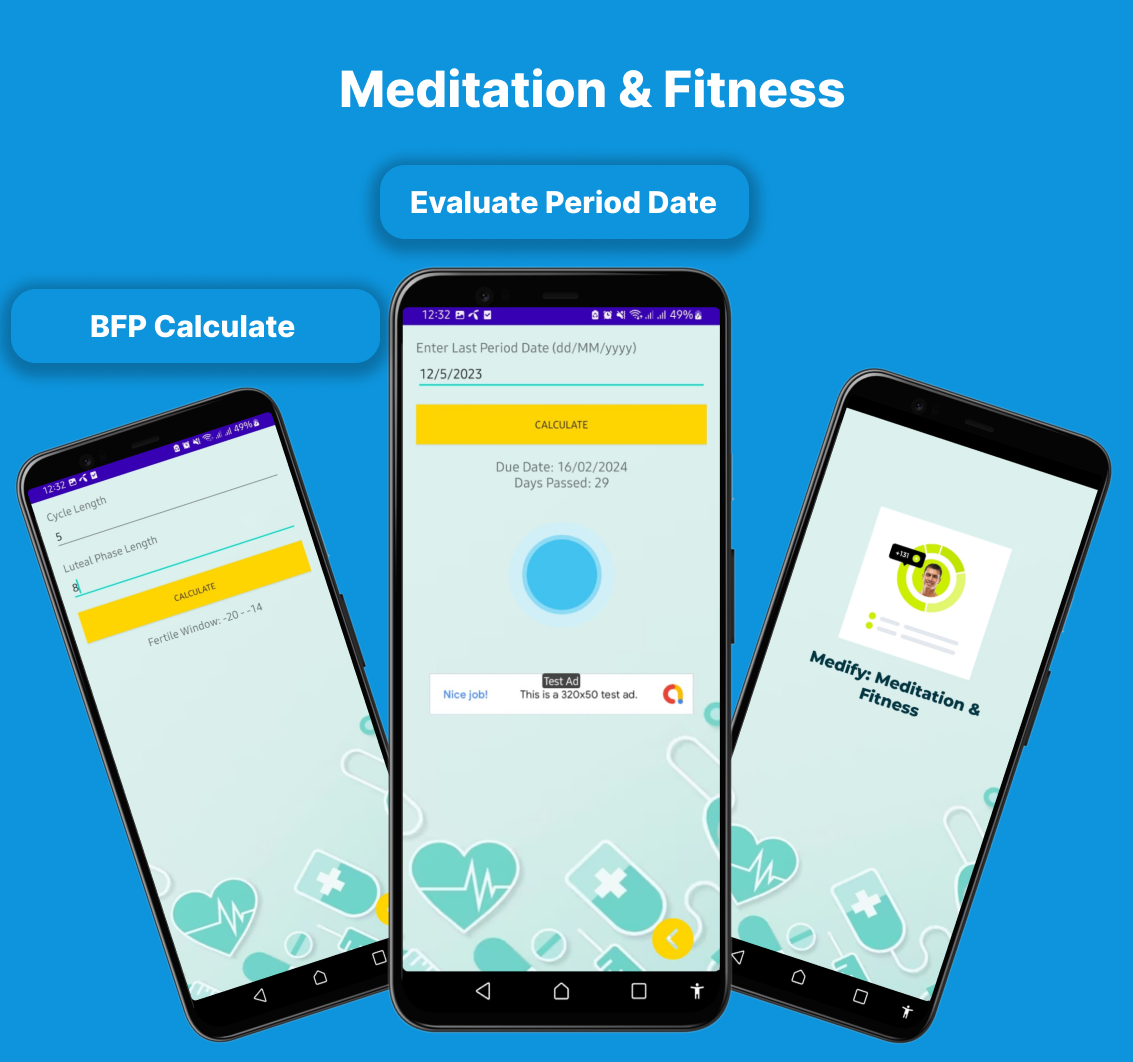 Meditation & Fitness
Evaluate Period Date
BFP Calculate
12:32
49%
Cycle Length
5
Luteal Phase Length
8
CALCULATE
Fertile Window: -20 - -14
12:32
49%
Enter Last Period Date (dd/MM/yyyy)
12/5/2023
CALCULATE
Due Date: 16/02/2024
Days Passed: 29
Test Ad
Nice job!
This is a 320x50 test ad.
+131
Medify: Meditation &
Fitness